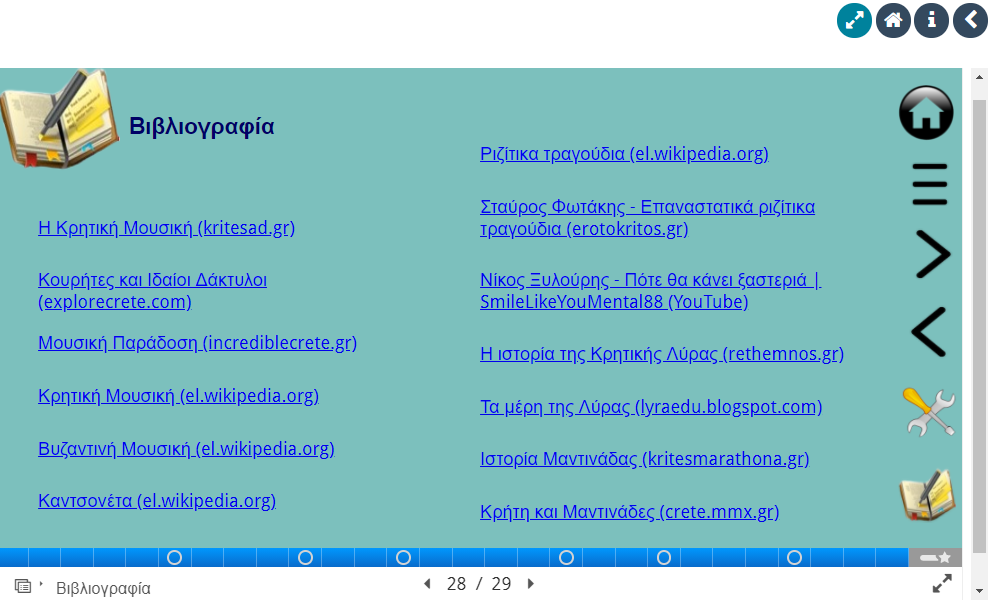 Βιβλιογραφία
Η Κρητική Μουσική (kritesad.gr)
Κουρήτες και Ιδαίοι Δάκτυλοι
(explorecrete.com)
Μουσική Παράδοση (incrediblecrete.gr)
Κρητική Μουσική (el.wikipedia.org)
Βυζαντινή Μουσική (el.wikipedia.org)
Καντσονέτα (el.wikipedia.org)
Ριζίτικα τραγούδια (el.wikipedia.org)
Σταύρος Φωτάκης - Επαναστατικά ριζίτικα
τραγούδια (erotokritos.gr)
Νίκος Ξυλούρης - Πότε θα κάνει ξαστεριά |
SmileLikeYouMental88 (YouTube)
Η ιστορία της Κρητικής Λύρας (rethemnos.gr)
Τα μέρη της Λύρας (lyraedu.blogspot.com)
Ιστορία Μαντινάδας (kritesmarathona.gr)
Κρήτη και Μαντινάδες (crete.mmx.gr)
Βιβλιογραφία
28 / 29